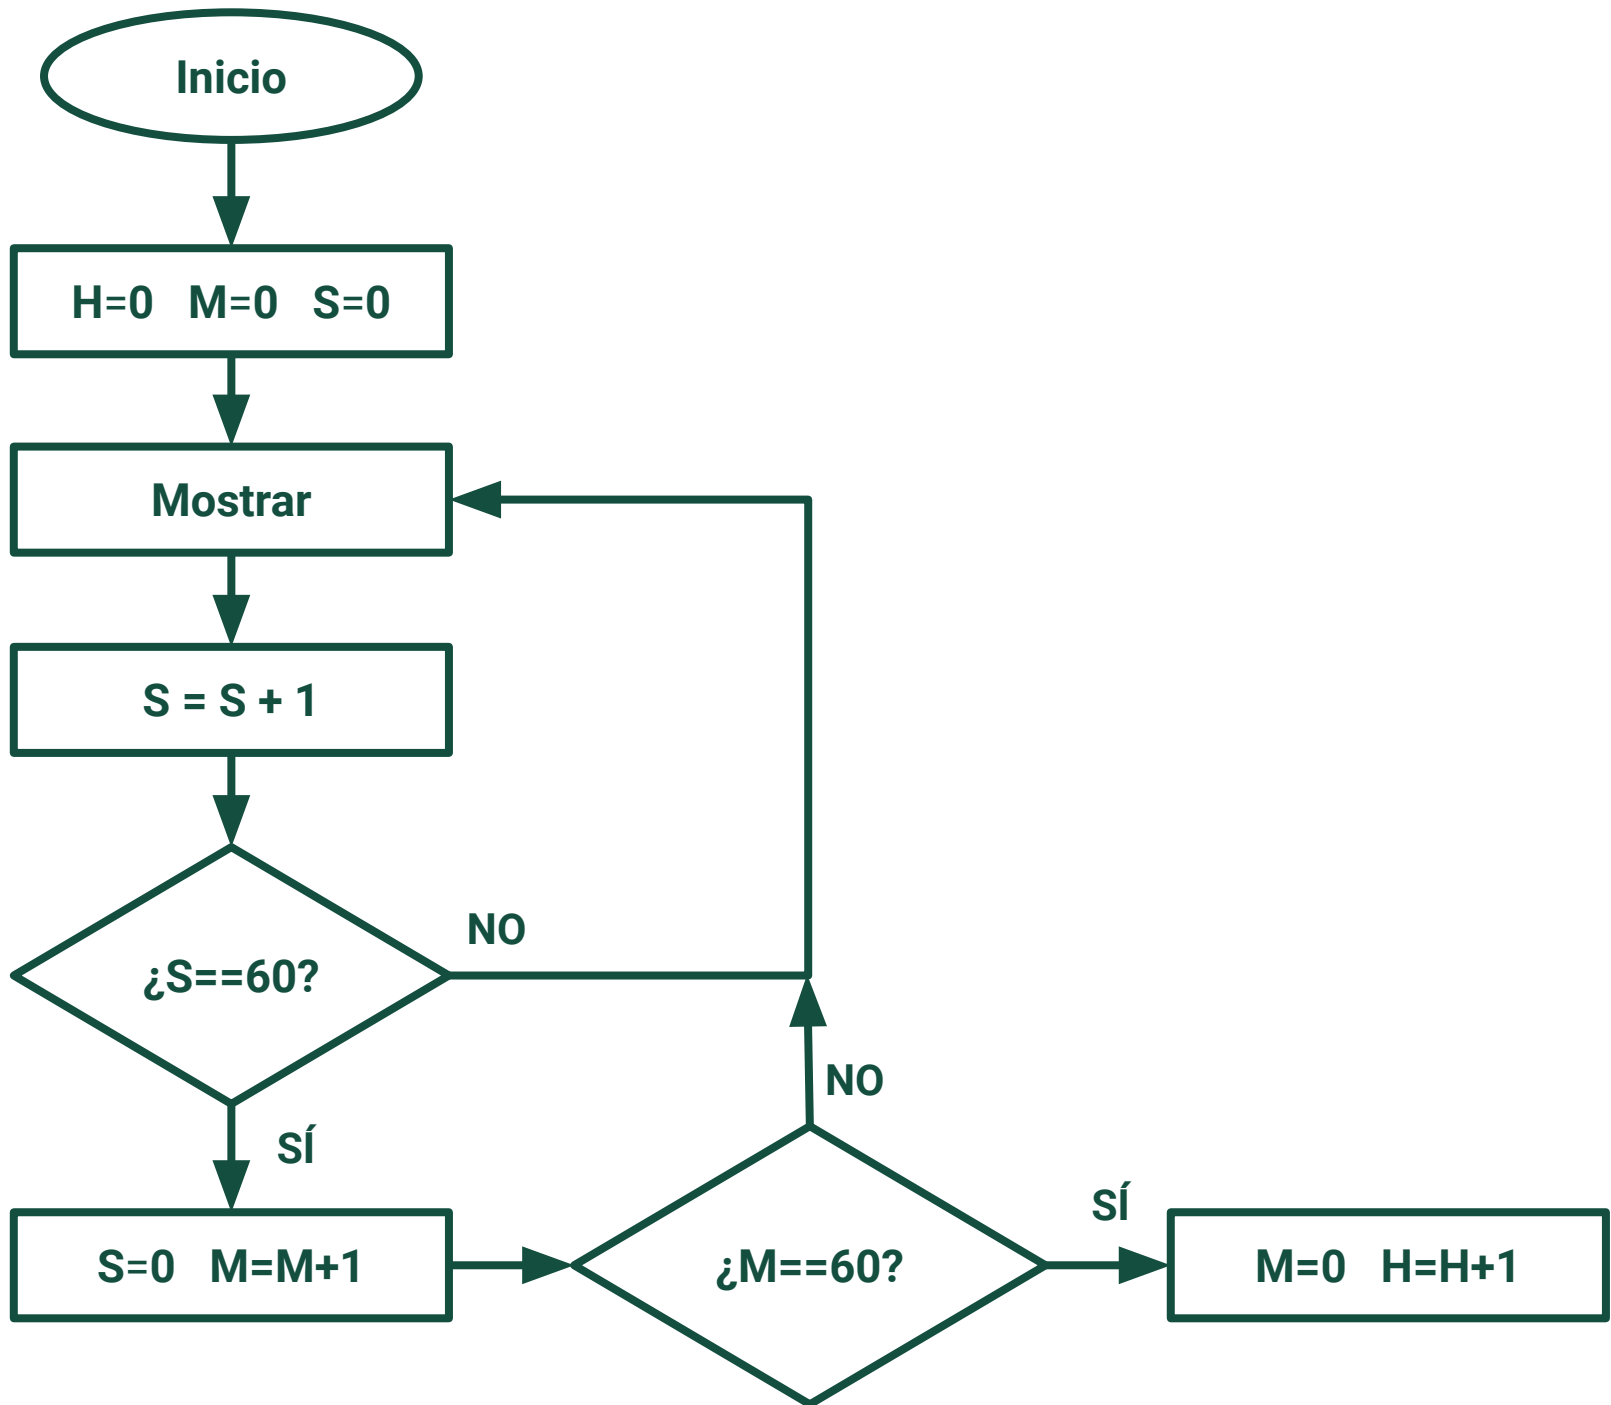 Inicio
H=0 M=0 S=0
Mostrar
S = S + 1
NO
¿S==60?
NO
SÍ
SÍ
S=0 M=M+1
¿M==60?
M=0 H=H+1